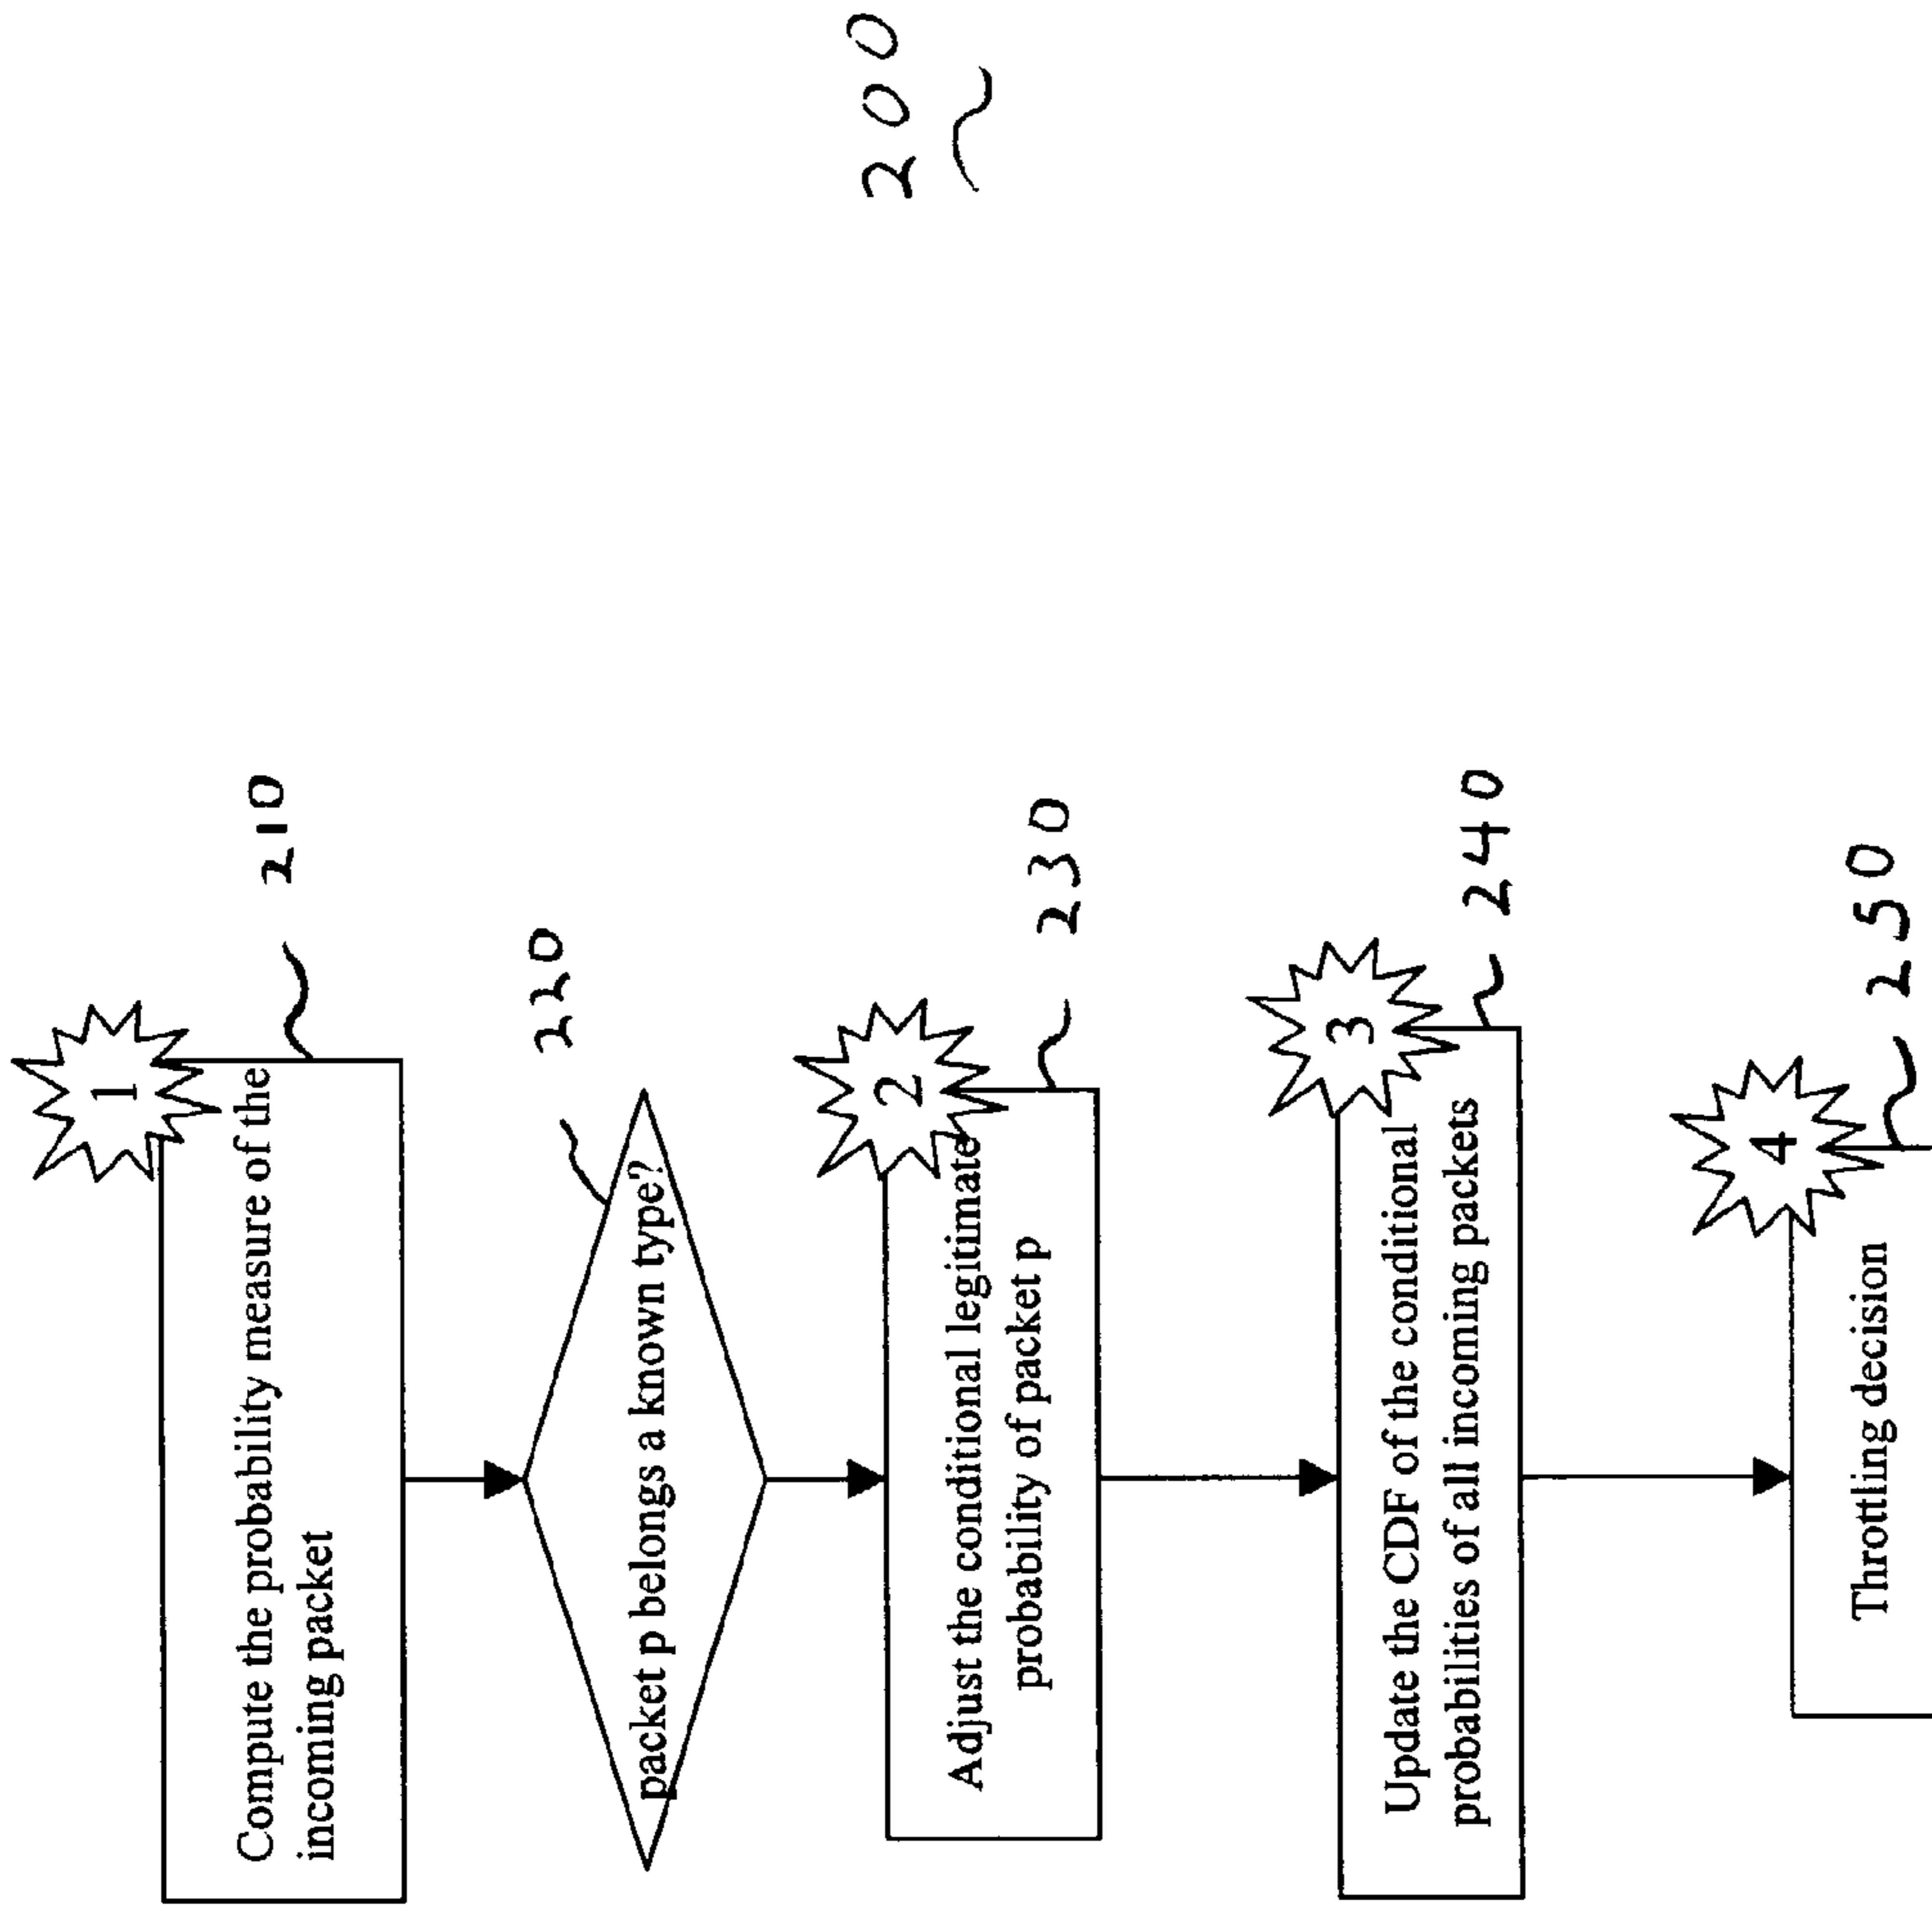 200
1
Compute the probability measure of the
incoming packet
210
220
packet p belongs a known type?
2
Adjust the conditional legitimate
probability of packet p
230
3
Update the CDF of the conditional
probabilities of all incoming packets
240
4
Throttling decision
250